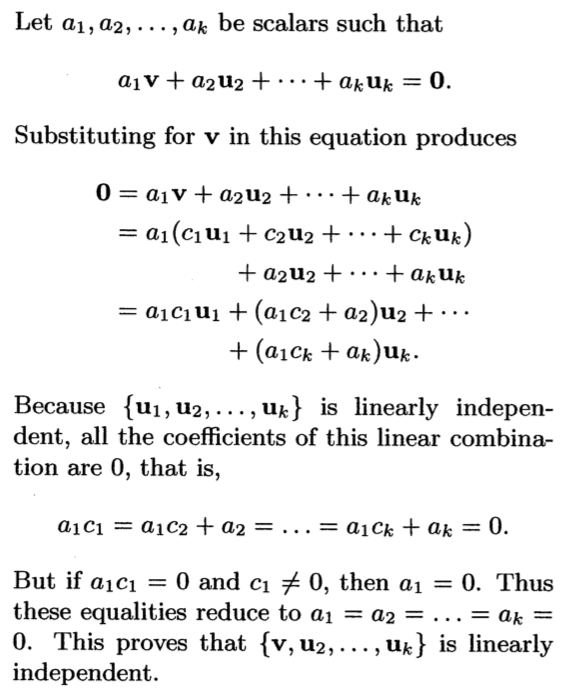 Let a₁, a₂, . . . , aₖ be scalars such that
a₁v + a₂u₂ + · · · + aₖuₖ = 0.
Substituting for v in this equation produces
0 = a₁v + a₂u₂ + · · · + aₖuₖ
= a₁(c₁u₁ + c₂u₂ + · · · + cₖuₖ)
+ a₂u₂ + · · · + aₖuₖ
= a₁c₁u₁ + (a₁c₂ + a₂)u₂ + · · ·
+ (a₁cₖ + aₖ)uₖ.
Because {u₁, u₂, . . . , uₖ} is linearly indepen-
dent, all the coefficients of this linear combina-
tion are 0, that is,
a₁c₁ = a₁c₂ + a₂ = . . . = a₁cₖ + aₖ = 0.
But if a₁c₁ = 0 and c₁ ≠ 0, then a₁ = 0. Thus
these equalities reduce to a₁ = a₂ = . . . = aₖ =
0. This proves that {v, u₂, . . . , uₖ} is linearly
independent.